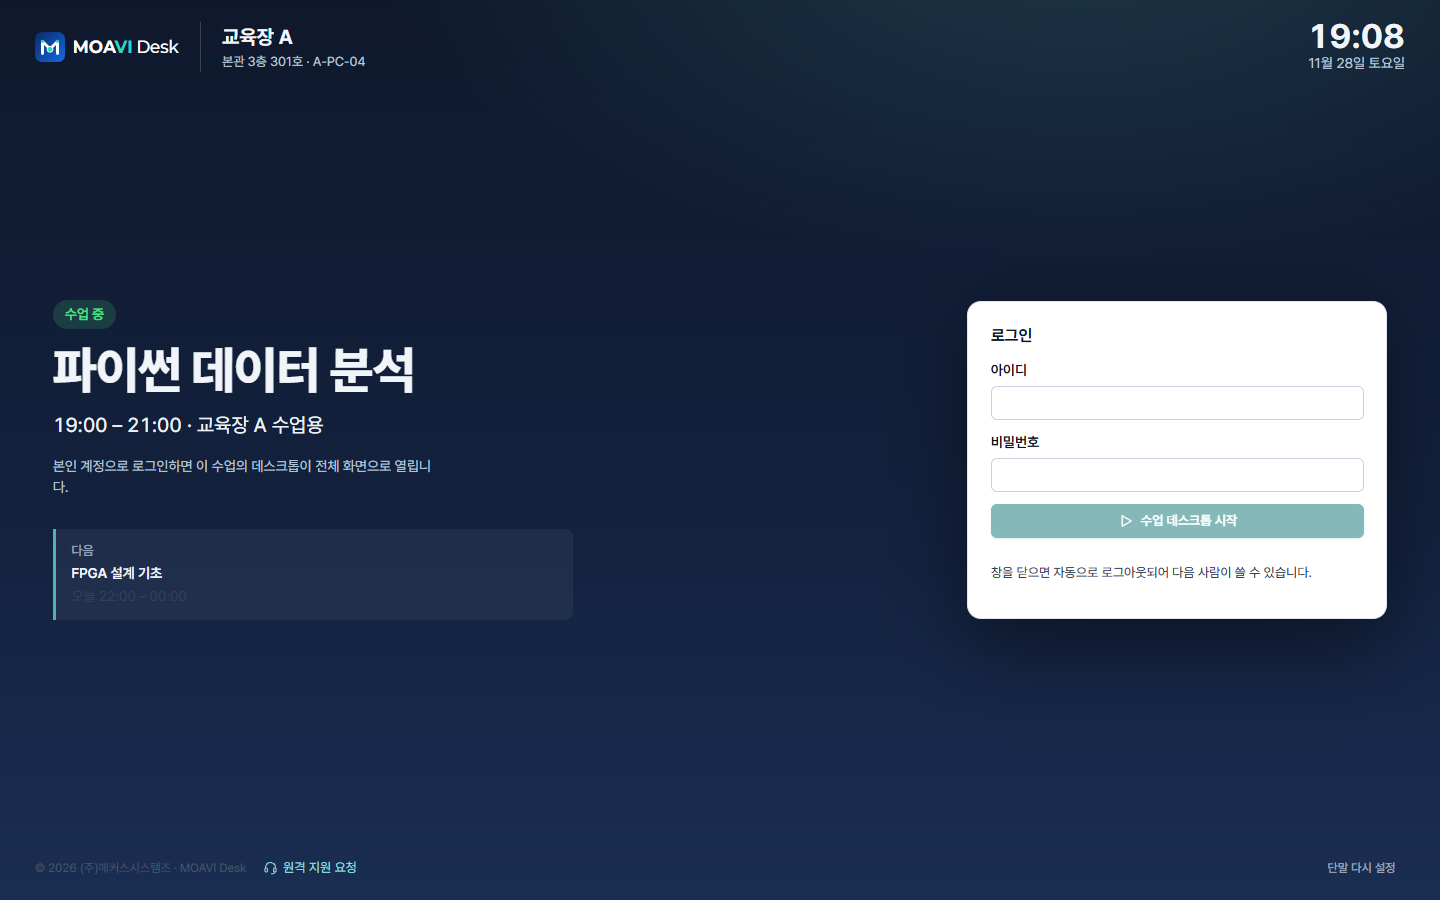 MOAVI Desk
교육장 A
본관 3층 301호 · A-PC-04
19:08
11월 28일 토요일
수업 중
파이썬 데이터 분석
19:00 – 21:00 · 교육장 A 수업용
본인 계정으로 로그인하면 이 수업의 데스크톱이 전체 화면으로 열립니
다.
다음
FPGA 설계 기초
오늘 22:00 – 00:00
로그인
아이디
비밀번호
수업 데스크톱 시작
창을 닫으면 자동으로 로그아웃되어 다음 사람이 쓸 수 있습니다.
© 2026 (주)매커스시스템즈 · MOAVI Desk
원격 지원 요청
단말 다시 설정